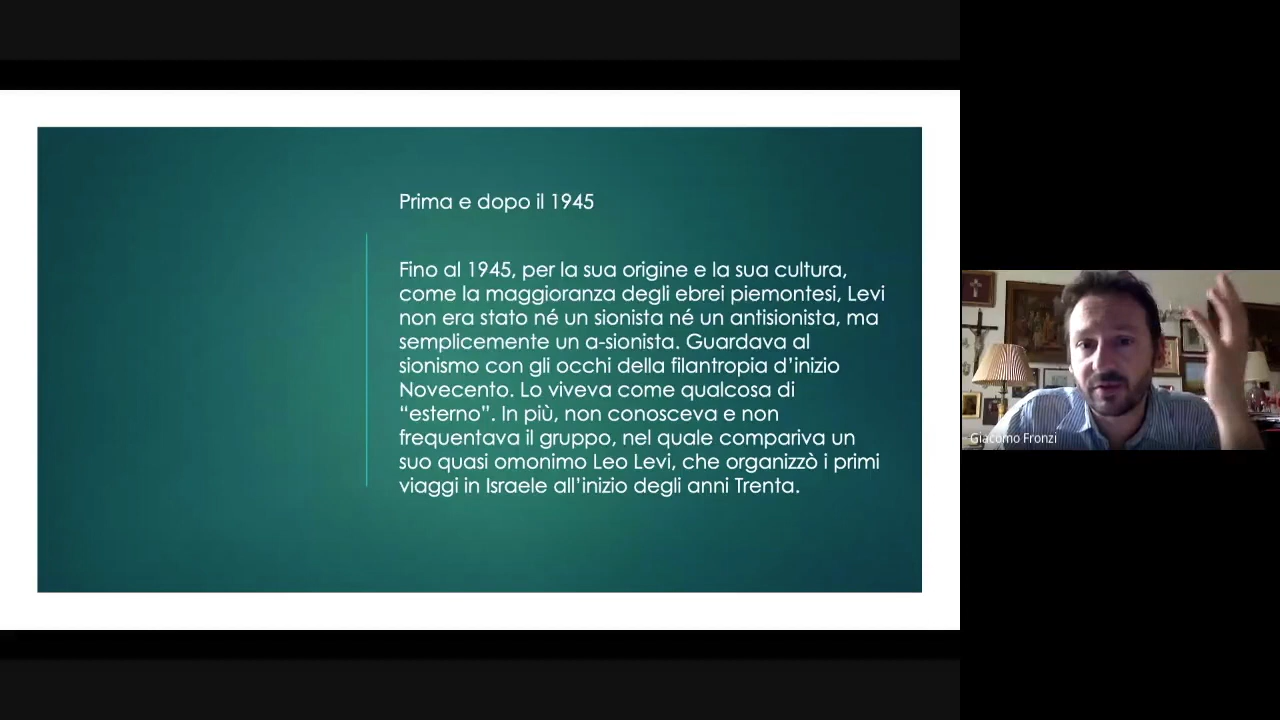 Prima e dopo il 1945
Fino al 1945, per la sua origine e la sua cultura,
come la maggioranza degli ebrei piemontesi, Levi
non era stato né un sionista né un antisionista, ma
semplicemente un a-sionista. Guardava al
sionismo con gli occhi della filantropia d’inizio
Novecento. Lo viveva come qualcosa di
“esterno”. In più, non conosceva e non
frequentava il gruppo, nel quale compariva un
suo quasi omonimo Leo Levi, che organizzò i primi
viaggi in Israele all’inizio degli anni Trenta.
Giacomo Fronzi